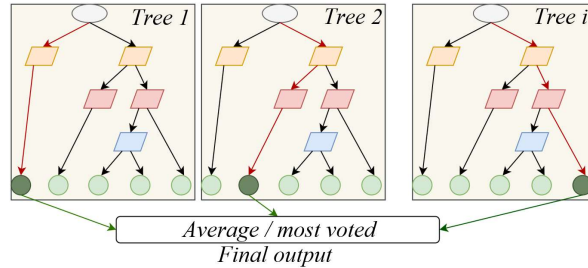 Tree 1
Tree 2
Tree i
Average / most voted
Final output